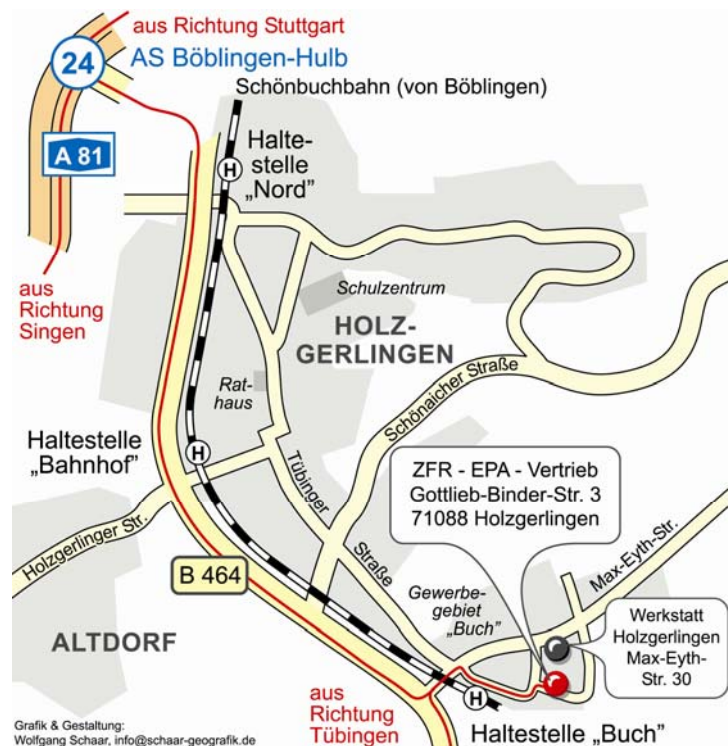 aus Richtung Stuttgart
24
AS Böblingen-Hulb
Schönbuchbahn (von Böblingen)
A 81
Halte-
stelle
„Nord”
H
aus
Richtung
Singen
Schulzentrum
HOLZ-
GERLINGEN
Rat-
haus
Schönaicher Straße
Haltestelle
„Bahnhof”
H
Tübinger
Straße
ZFR - EPA - Vertrieb
Gottlieb-Binder-Str. 3
71088 Holzgerlingen
Holzgerlinger Str.
B 464
Max-Eyth-Str.
Gewerbe-
gebiet
„Buch”
ALTDORF
Werkstatt
Holzgerlingen
Max-Eyth-
Str. 30
aus
Richtung
Tübingen
H
Haltestelle „Buch”
Grafik & Gestaltung:
Wolfgang Schaar, info@schaar-geografik.de